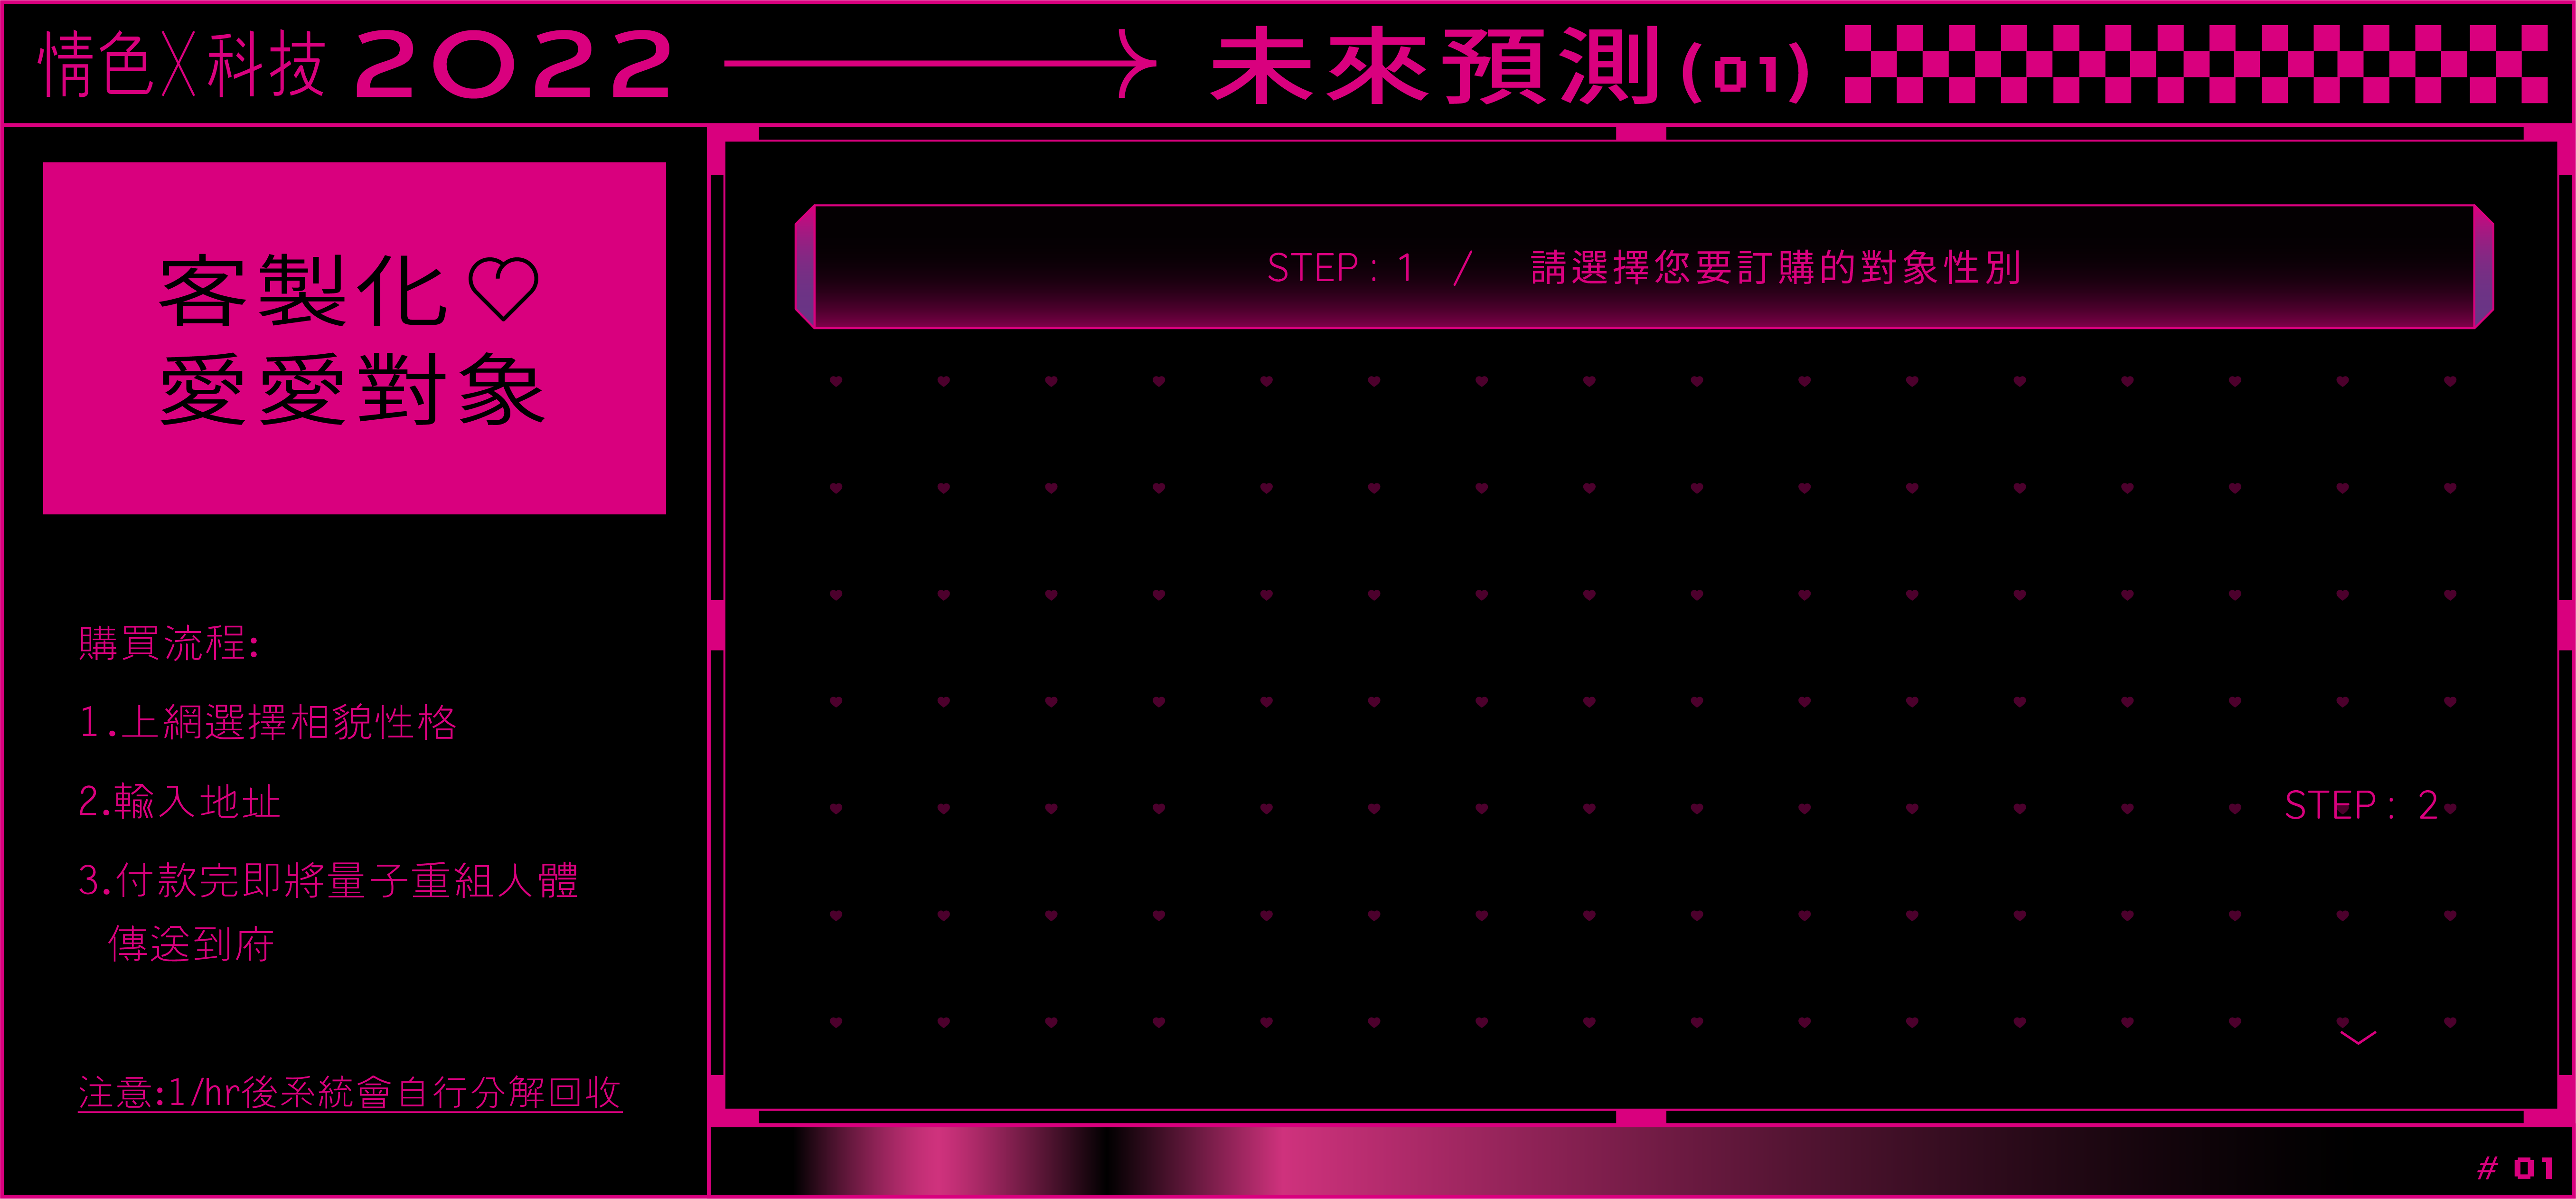 情色X科技 2022 未來預測(01)
客製化♡
愛愛對象
購買流程:
1.上網選擇相貌性格
2.輸入地址
3.付款完即將量子重組人體
傳送到府
注意:1/hr後系統會自行分解回收
STEP: 1 / 請選擇您要訂購的對象性別
STEP: 2
# 01